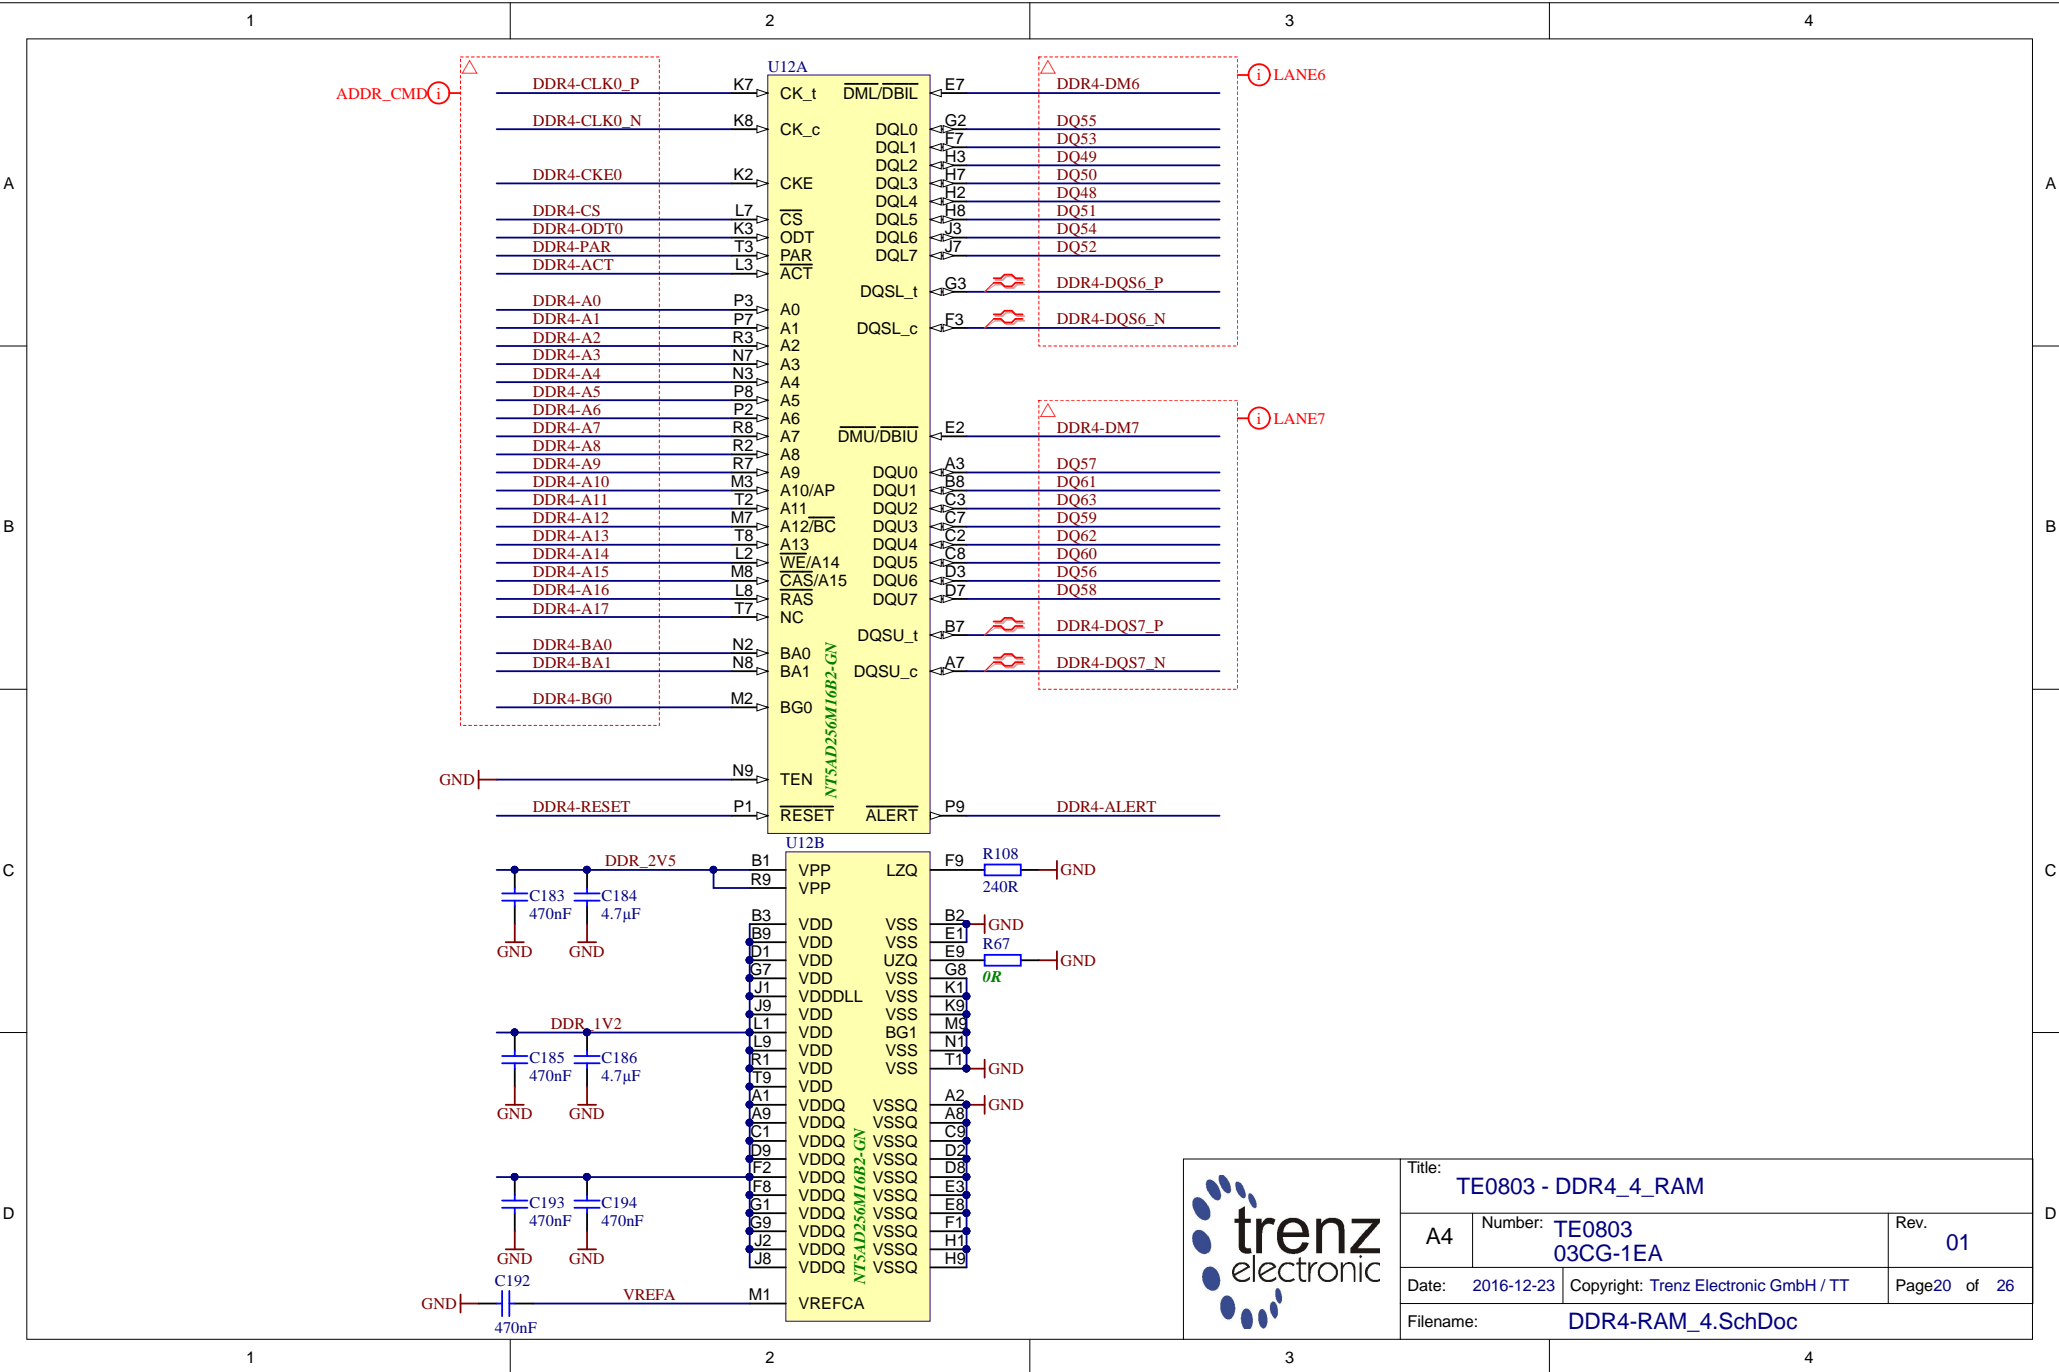 1 2 3 4
A A
B B
C C
D D
ADDR_CMD i
i LANE6
i LANE7
U12A
DDR4-CLK0_P K7 CK_t
DDR4-CLK0_N K8 CK_c
DDR4-CKE0 K2 CKE
DDR4-CS L7 CS
DDR4-ODT0 K3 ODT
DDR4-PAR T3 PAR
DDR4-ACT L3 ACT
DDR4-A0 P3 A0
DDR4-A1 P7 A1
DDR4-A2 R3 A2
DDR4-A3 N7 A3
DDR4-A4 N3 A4
DDR4-A5 P8 A5
DDR4-A6 P2 A6
DDR4-A7 R8 A7
DDR4-A8 R2 A8
DDR4-A9 R7 A9
DDR4-A10 M3 A10/AP
DDR4-A11 T2 A11
DDR4-A12 M7 A12/BC
DDR4-A13 T8 A13
DDR4-A14 L2 WE/A14
DDR4-A15 M8 CAS/A15
DDR4-A16 L8 RAS
DDR4-A17 T7 NC
DDR4-BA0 N2 BA0
DDR4-BA1 N8 BA1
DDR4-BG0 M2 BG0
GND N9 TEN
DDR4-RESET P1 RESET
NT5AD256M16B2-GN
DML/DBIL E7 DDR4-DM6
DQL0 G2 DQ55
DQL1 F7 DQ53
DQL2 H3 DQ49
DQL3 H7 DQ50
DQL4 H2 DQ48
DQL5 H8 DQ51
DQL6 J3 DQ54
DQL7 J7 DQ52
DQSL_t G3 DDR4-DQS6_P
DQSL_c F3 DDR4-DQS6_N
DMU/DBIU E2 DDR4-DM7
DQU0 A3 DQ57
DQU1 B8 DQ61
DQU2 C3 DQ63
DQU3 C7 DQ59
DQU4 C2 DQ62
DQU5 C8 DQ60
DQU6 D3 DQ56
DQU7 D7 DQ58
DQSU_t B7 DDR4-DQS7_P
DQSU_c A7 DDR4-DQS7_N
ALERT P9 DDR4-ALERT
U12B
DDR_2V5 B1 VPP
R9 VPP
C183 470nF GND
C184 4.7µF GND
B3 VDD
B9 VDD
D1 VDD
G7 VDD
J1 VDDDLL
J9 VDD
DDR_1V2 L1 VDD
L9 VDD
R1 VDD
T9 VDD
C185 470nF GND
C186 4.7µF GND
A1 VDDQ
A9 VDDQ
C1 VDDQ
D9 VDDQ
F2 VDDQ
F8 VDDQ
G1 VDDQ
G9 VDDQ
J2 VDDQ
J8 VDDQ
C193 470nF GND
C194 470nF GND
GND C192 470nF VREFA M1 VREFCA
NT5AD256M16B2-GN
LZQ F9 R108 240R GND
VSS B2 GND
VSS E1
UZQ E9 R67 0R GND
VSS G8
VSS K1
VSS K9
BG1 M9
VSS N1
VSS T1 GND
VSSQ A2 GND
VSSQ A8
VSSQ C9
VSSQ D2
VSSQ D8
VSSQ E3
VSSQ E8
VSSQ F1
VSSQ H1
VSSQ H9
trenz
electronic
Title:
TE0803 - DDR4_4_RAM
A4 Number: TE0803
03CG-1EA
Rev.
01
Date: 2016-12-23 Copyright: Trenz Electronic GmbH / TT Page20 of 26
Filename: DDR4-RAM_4.SchDoc
1 2 3 4